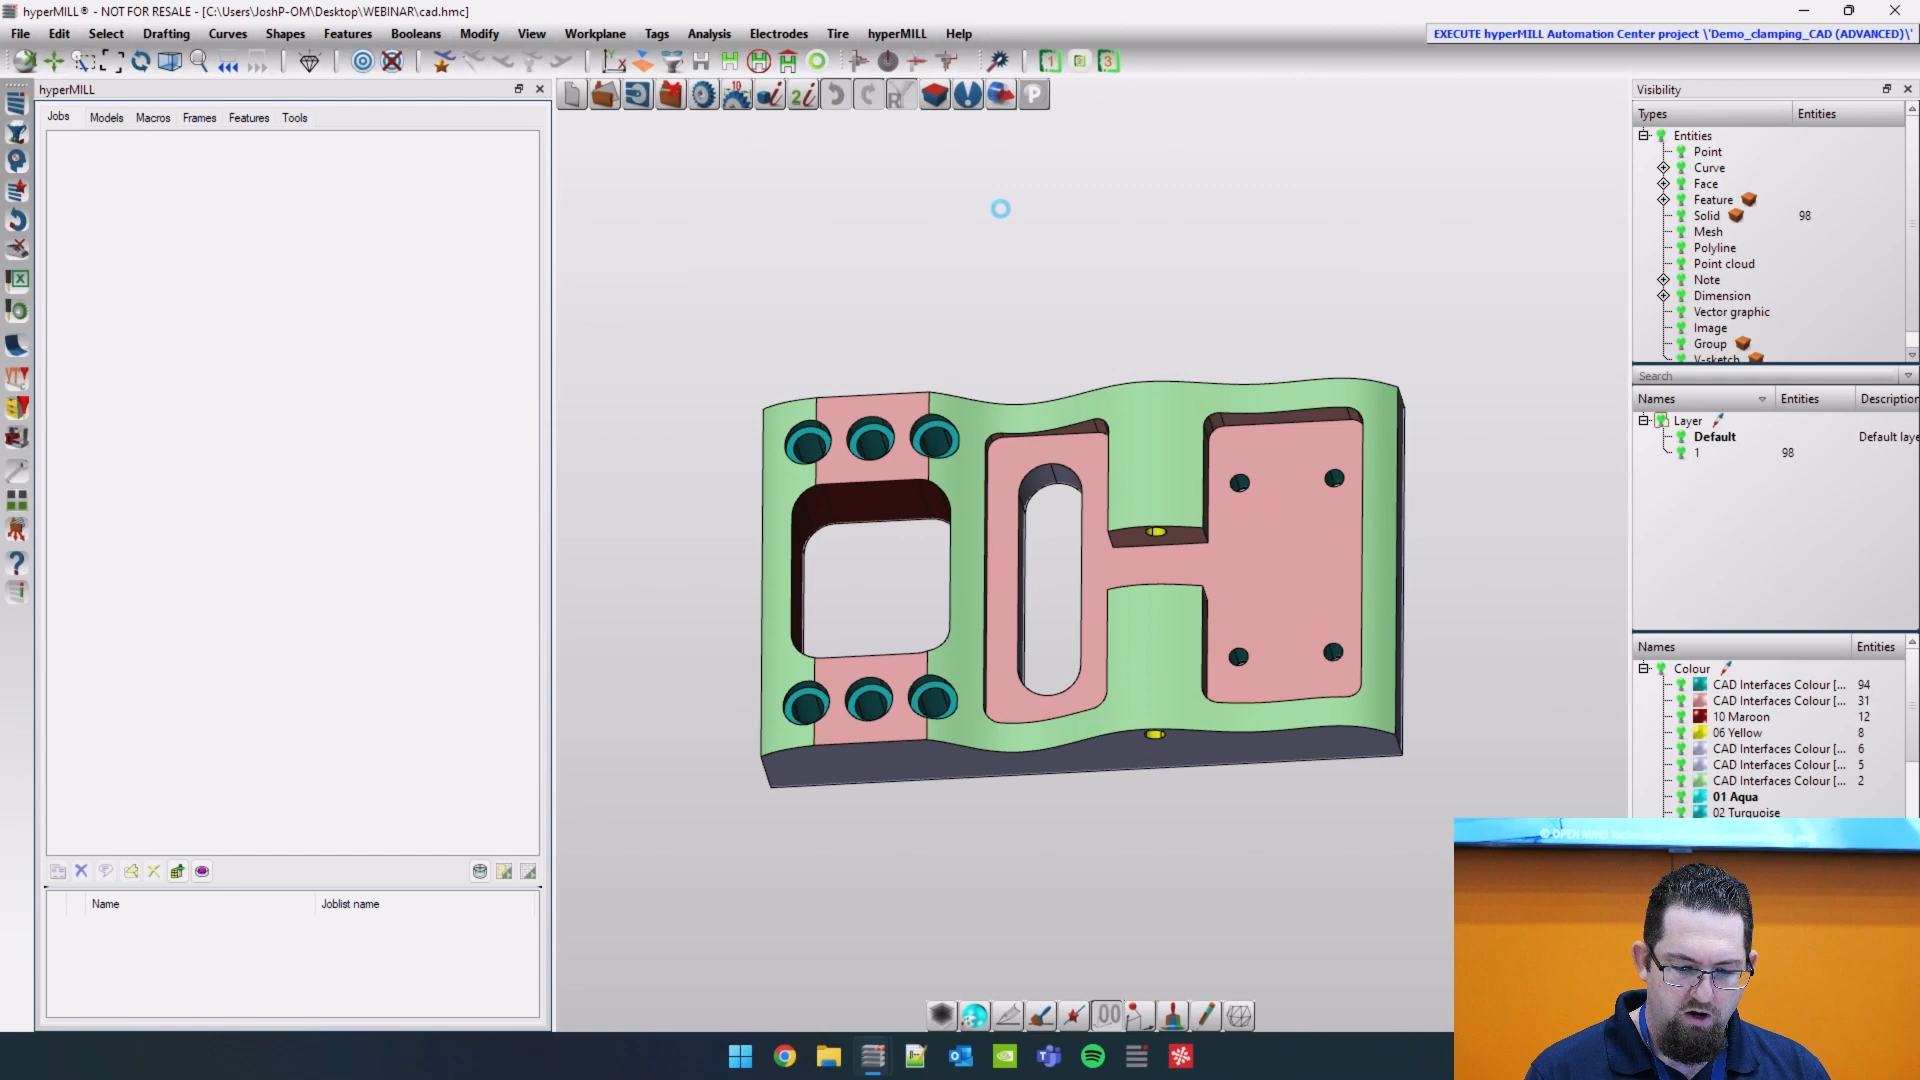 hyperMILL® - NOT FOR RESALE - [C:\Users\JoshP-OM\Desktop\WEBINAR\cad.hmc]
File Edit Select Drafting Curves Shapes Features Booleans Modify View Workplane Tags Analysis Electrodes Tire hyperMILL Help
EXECUTE hyperMILL Automation Center project \'Demo_clamping_CAD (ADVANCED)\'
hyperMILL
Jobs Models Macros Frames Features Tools
Name Joblist name
Visibility
Types Entities
Entities
Point
Curve
Face
Feature
Solid 98
Mesh
Polyline
Point cloud
Note
Dimension
Vector graphic
Image
Group
V-sketch
Search
Names Entities Description
Layer
Default Default laye
1 98
Names Entities
Colour
CAD Interfaces Colour [... 94
CAD Interfaces Colour [... 31
10 Maroon 12
06 Yellow 8
CAD Interfaces Colour [... 6
CAD Interfaces Colour [... 5
CAD Interfaces Colour [... 2
01 Aqua
02 Turquoise